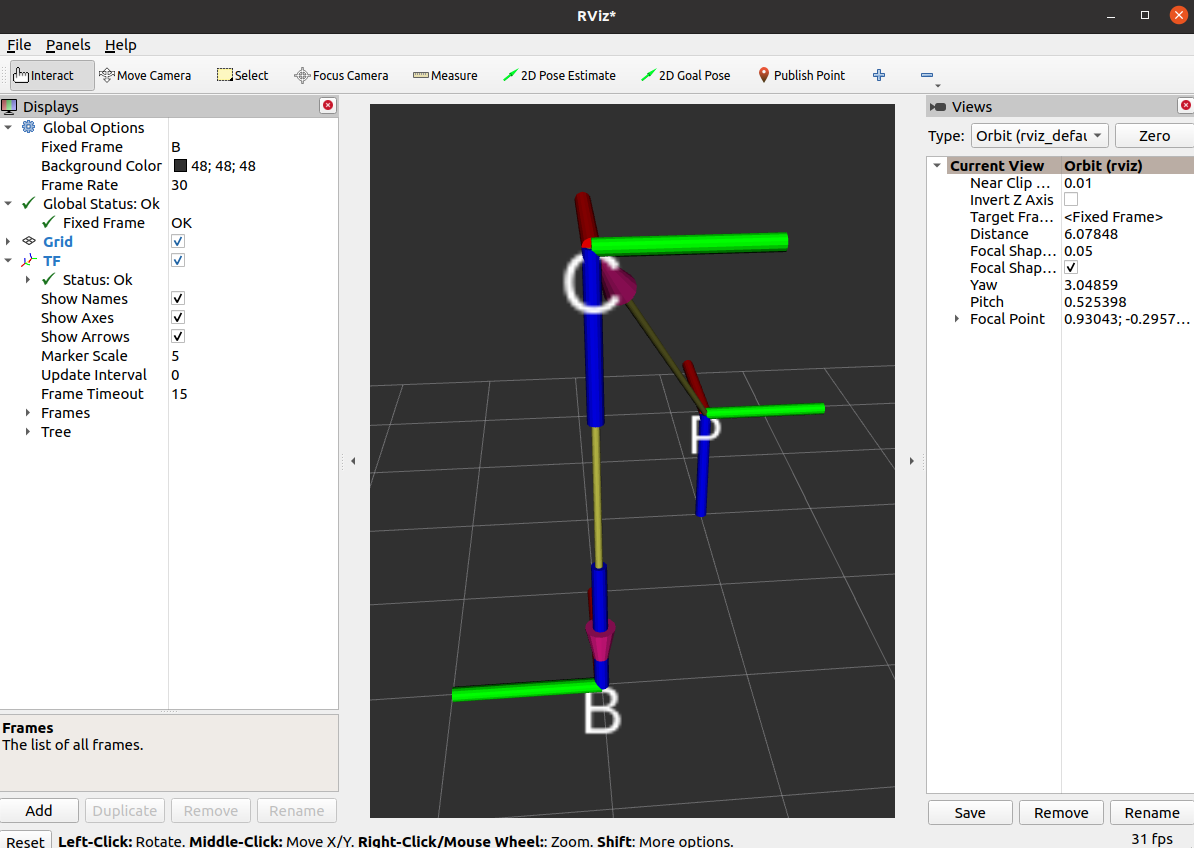 RViz*
File Panels Help
Interact Move Camera Select Focus Camera Measure 2D Pose Estimate 2D Goal Pose Publish Point
Displays
Global Options
Fixed Frame B
Background Color 48; 48; 48
Frame Rate 30
Global Status: Ok
Fixed Frame OK
Grid
TF
Status: Ok
Show Names
Show Axes
Show Arrows
Marker Scale 5
Update Interval 0
Frame Timeout 15
Frames
Tree
Frames
The list of all frames.
Add Duplicate Remove Rename
C
P
B
Views
Type: Orbit (rviz_defau Zero
Current View Orbit (rviz)
Near Clip ... 0.01
Invert Z Axis
Target Fra... <Fixed Frame>
Distance 6.07848
Focal Shap... 0.05
Focal Shap...
Yaw 3.04859
Pitch 0.525398
Focal Point 0.93043; -0.2957...
Save Remove Rename
Reset Left-Click: Rotate. Middle-Click: Move X/Y. Right-Click/Mouse Wheel:: Zoom. Shift: More options. 31 fps